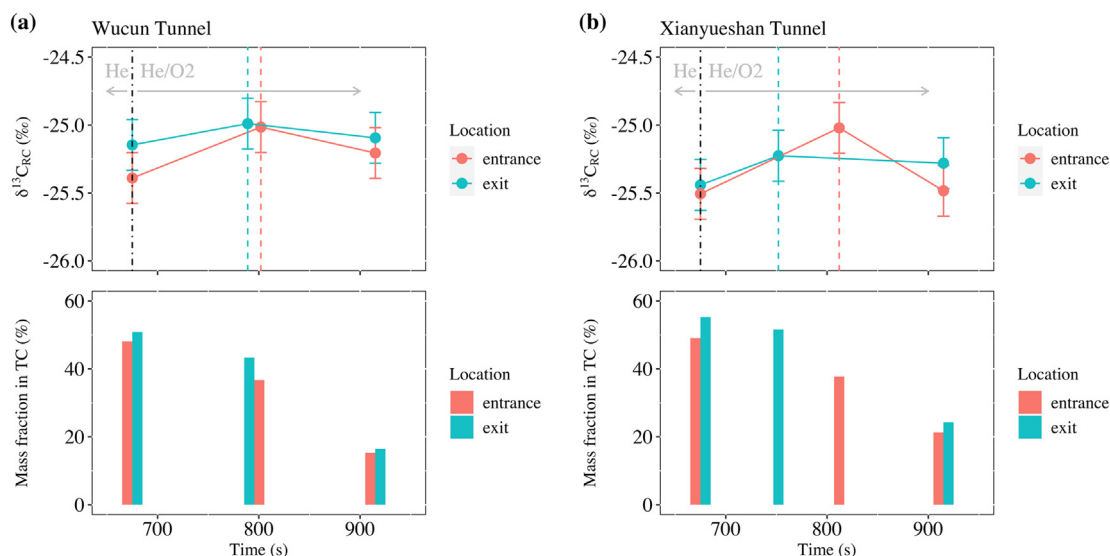 (a)
Wucun Tunnel
-24.5
-25.0
-25.5
-26.0
δ¹³C_RC (‰)
He He/O2
Location
entrance
exit
60
40
20
0
Mass fraction in TC (%)
700 800 900
Time (s)
Location
entrance
exit
(b)
Xianyueshan Tunnel
-24.5
-25.0
-25.5
-26.0
δ¹³C_RC (‰)
He He/O2
Location
entrance
exit
60
40
20
0
Mass fraction in TC (%)
700 800 900
Time (s)
Location
entrance
exit